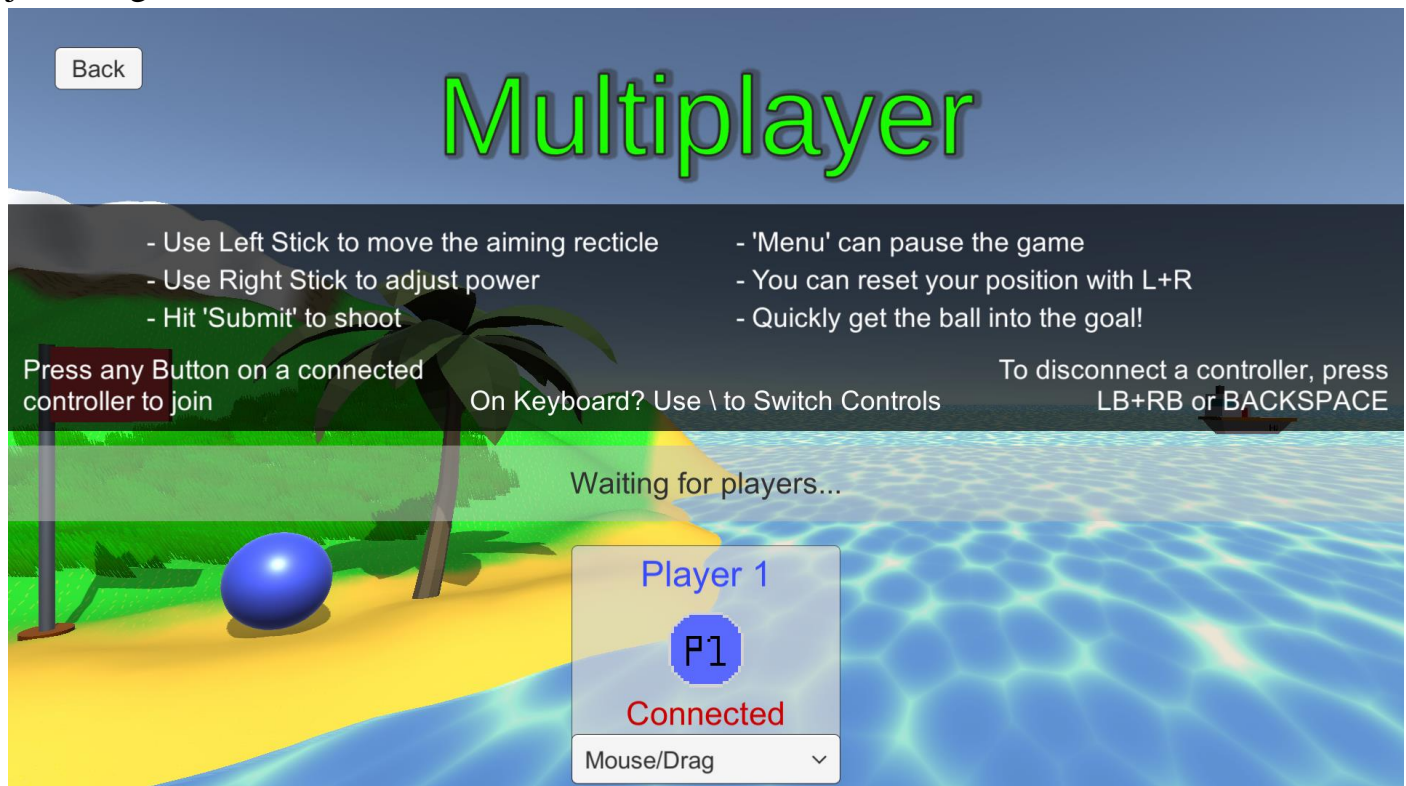 Back
Multiplayer
- Use Left Stick to move the aiming recticle
- Use Right Stick to adjust power
- Hit 'Submit' to shoot
- 'Menu' can pause the game
- You can reset your position with L+R
- Quickly get the ball into the goal!
Press any Button on a connected
controller to join
On Keyboard? Use \ to Switch Controls
To disconnect a controller, press
LB+RB or BACKSPACE
Waiting for players...
Player 1
P1
Connected
Mouse/Drag